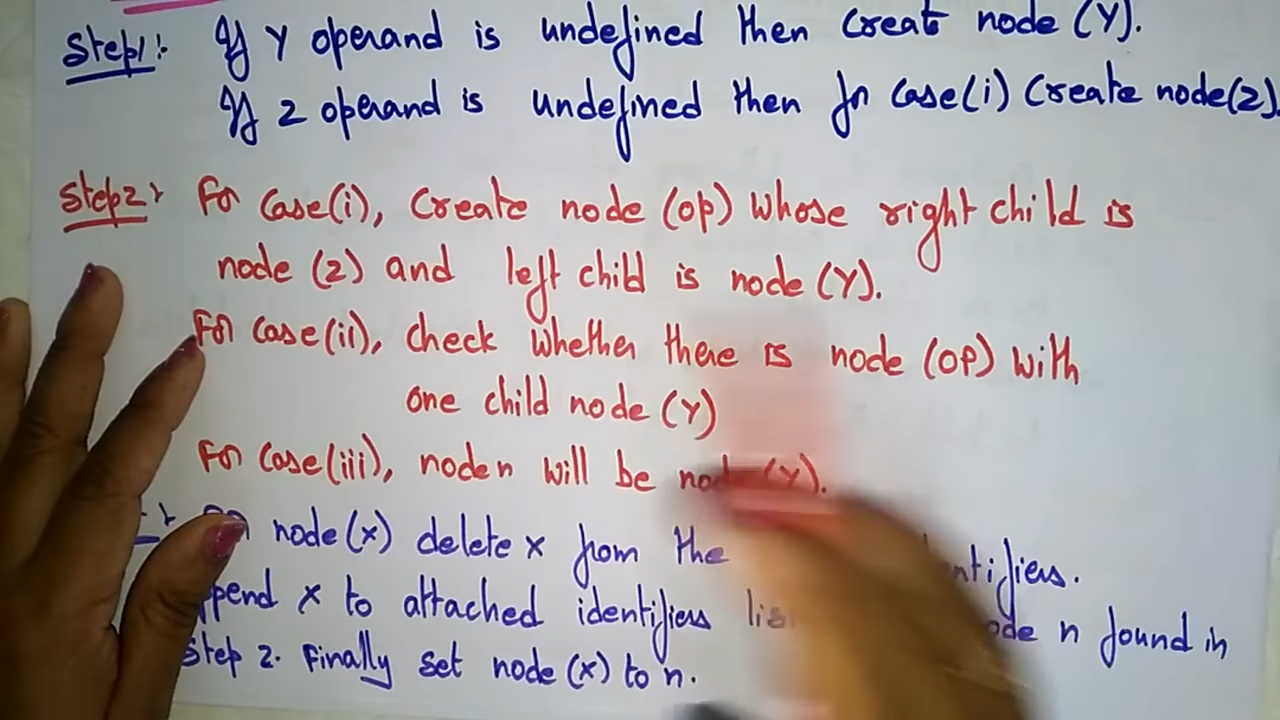 Step1:- If Y operand is undefined then create node (Y).
If Z operand is undefined then for case(i) create node(Z).
Step2:- For case(i), create node (OP) whose right child is
node (Z) and left child is node (Y).
For case(ii), check whether there is node (OP) with
one child node (Y)
For case(iii), node n will be node (Y).
node(x) delete x from the
x to attached identifiers n found in
Step 2. Finally set node (x) to n.